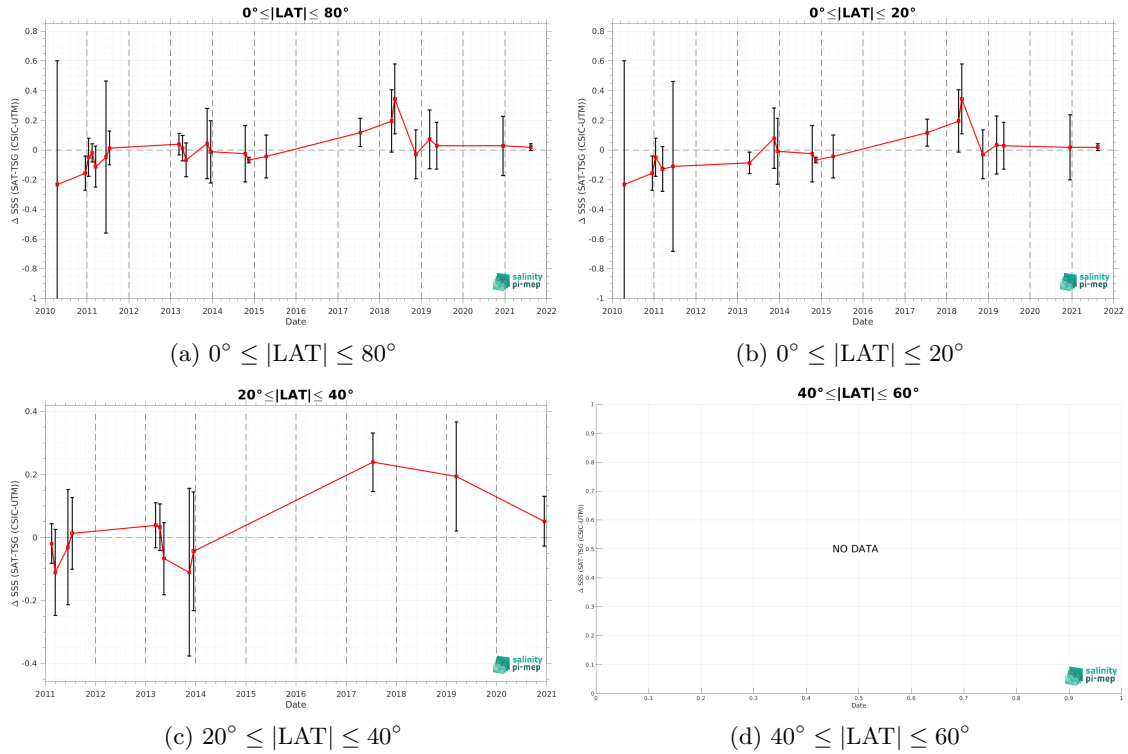 0°≤|LAT|≤ 80°
Δ SSS (SAT-TSG (CSIC-UTM))
0.8
0.6
0.4
0.2
0
-0.2
-0.4
-0.6
-0.8
-1
2010 2011 2012 2013 2014 2015 2016 2017 2018 2019 2020 2021 2022
Date
salinity
pi-mep
(a) 0° ≤ |LAT| ≤ 80°
0°≤|LAT|≤ 20°
Δ SSS (SAT-TSG (CSIC-UTM))
0.8
0.6
0.4
0.2
0
-0.2
-0.4
-0.6
-0.8
-1
2010 2011 2012 2013 2014 2015 2016 2017 2018 2019 2020 2021 2022
Date
salinity
pi-mep
(b) 0° ≤ |LAT| ≤ 20°
20°≤|LAT|≤ 40°
Δ SSS (SAT-TSG (CSIC-UTM))
0.4
0.2
0
-0.2
-0.4
2011 2012 2013 2014 2015 2016 2017 2018 2019 2020 2021
Date
salinity
pi-mep
(c) 20° ≤ |LAT| ≤ 40°
40°≤|LAT|≤ 60°
Δ SSS (SAT-TSG (CSIC-UTM))
1
0.9
0.8
0.7
0.6
0.5
0.4
0.3
0.2
0.1
0
NO DATA
0 0.1 0.2 0.3 0.4 0.5 0.6 0.7 0.8 0.9 1
Date
salinity
pi-mep
(d) 40° ≤ |LAT| ≤ 60°